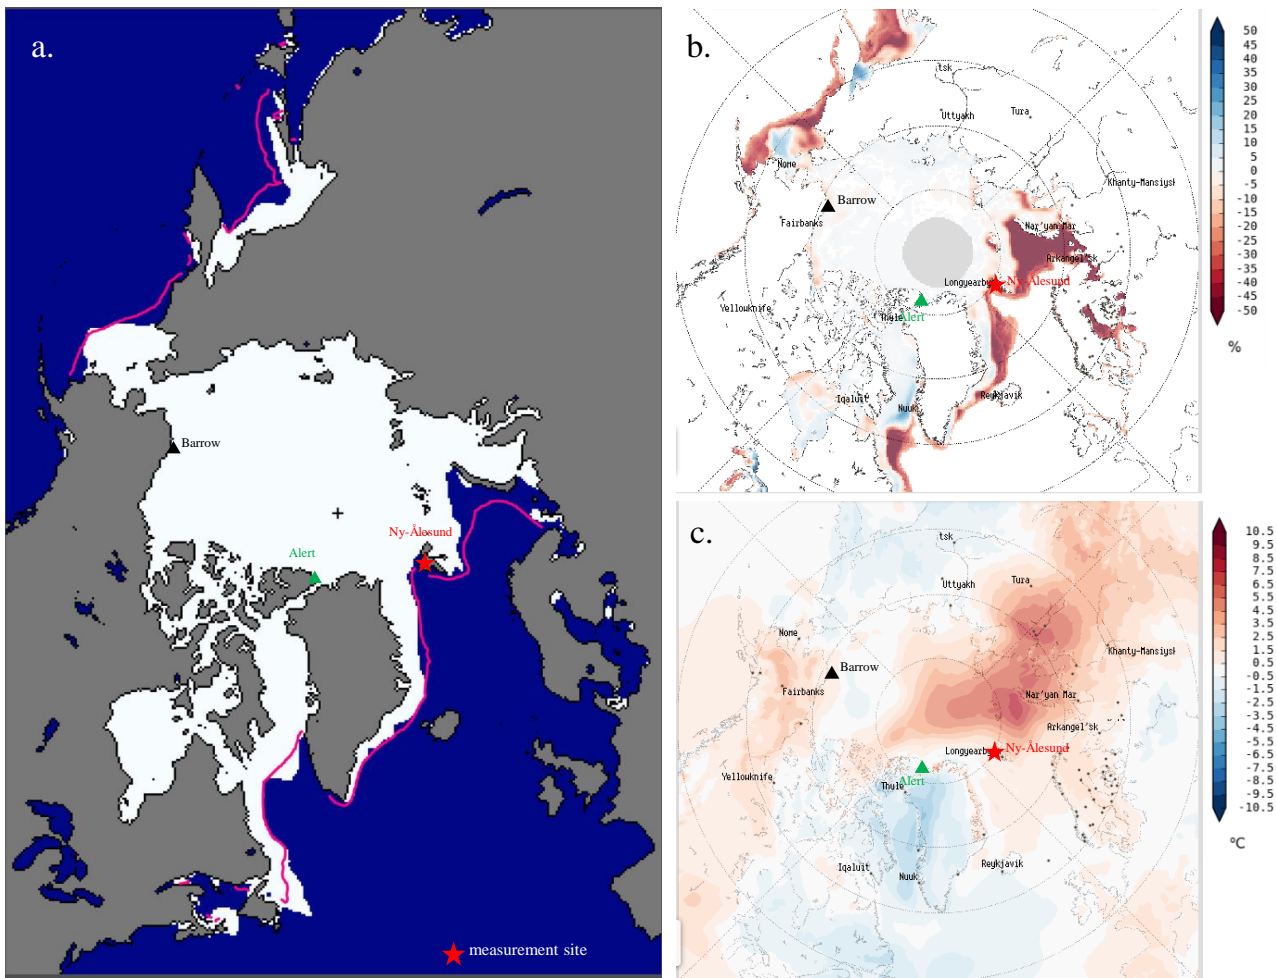 a.
Barrow
Alert
Ny-Ålesund
measurement site
b.
tsk
Uttyakh
Tura
Khanty-Mansiysk
Nome
Barrow
Fairbanks
Nar'yan Mar
Arkangel'sk
Longyearby
Ny-Ålesund
Yellowknife
Thule
Alert
Iqaluit
Nuuk
Reykjavik
50
45
40
35
30
25
20
15
10
5
0
-5
-10
-15
-20
-25
-30
-35
-40
-45
-50
%
c.
tsk
Uttyakh
Tura
Nome
Khanty-Mansiysk
Barrow
Fairbanks
Nar'yan Mar
Arkangel'sk
Longyearby
Ny-Ålesund
Yellowknife
Thule
Alert
Iqaluit
Nuuk
Reykjavik
10.5
9.5
8.5
7.5
6.5
5.5
4.5
3.5
2.5
1.5
0.5
-0.5
-1.5
-2.5
-3.5
-4.5
-5.5
-6.5
-7.5
-8.5
-9.5
-10.5
°C